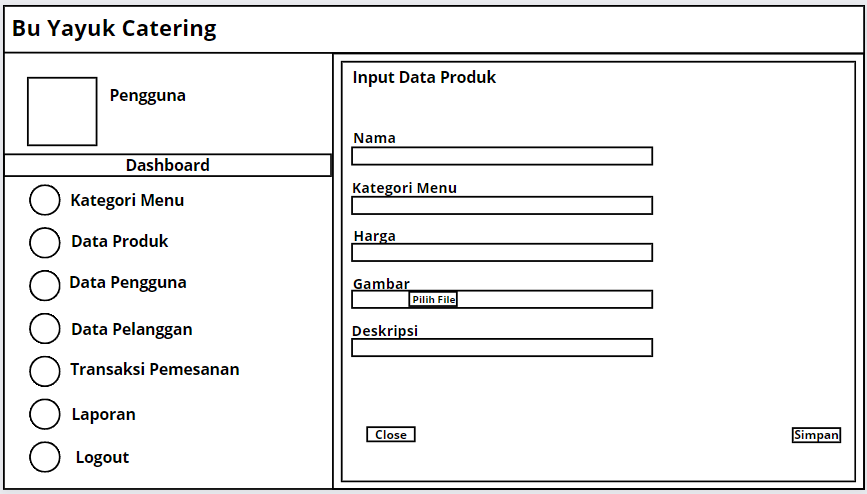 Bu Yayuk Catering
Pengguna
Dashboard
Kategori Menu
Data Produk
Data Pengguna
Data Pelanggan
Transaksi Pemesanan
Laporan
Logout
Input Data Produk
Nama
Kategori Menu
Harga
Gambar
Pilih File
Deskripsi
Close
Simpan